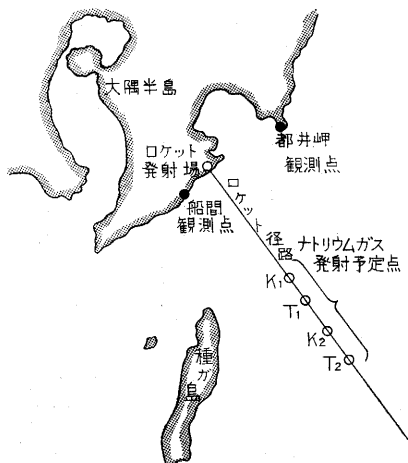 大隅半島
都井岬
観測点
ロケット
発射場
船間
観測点
ロケット径路
ナトリウムガス
発射予定点
K1
T1
K2
T2
種が島